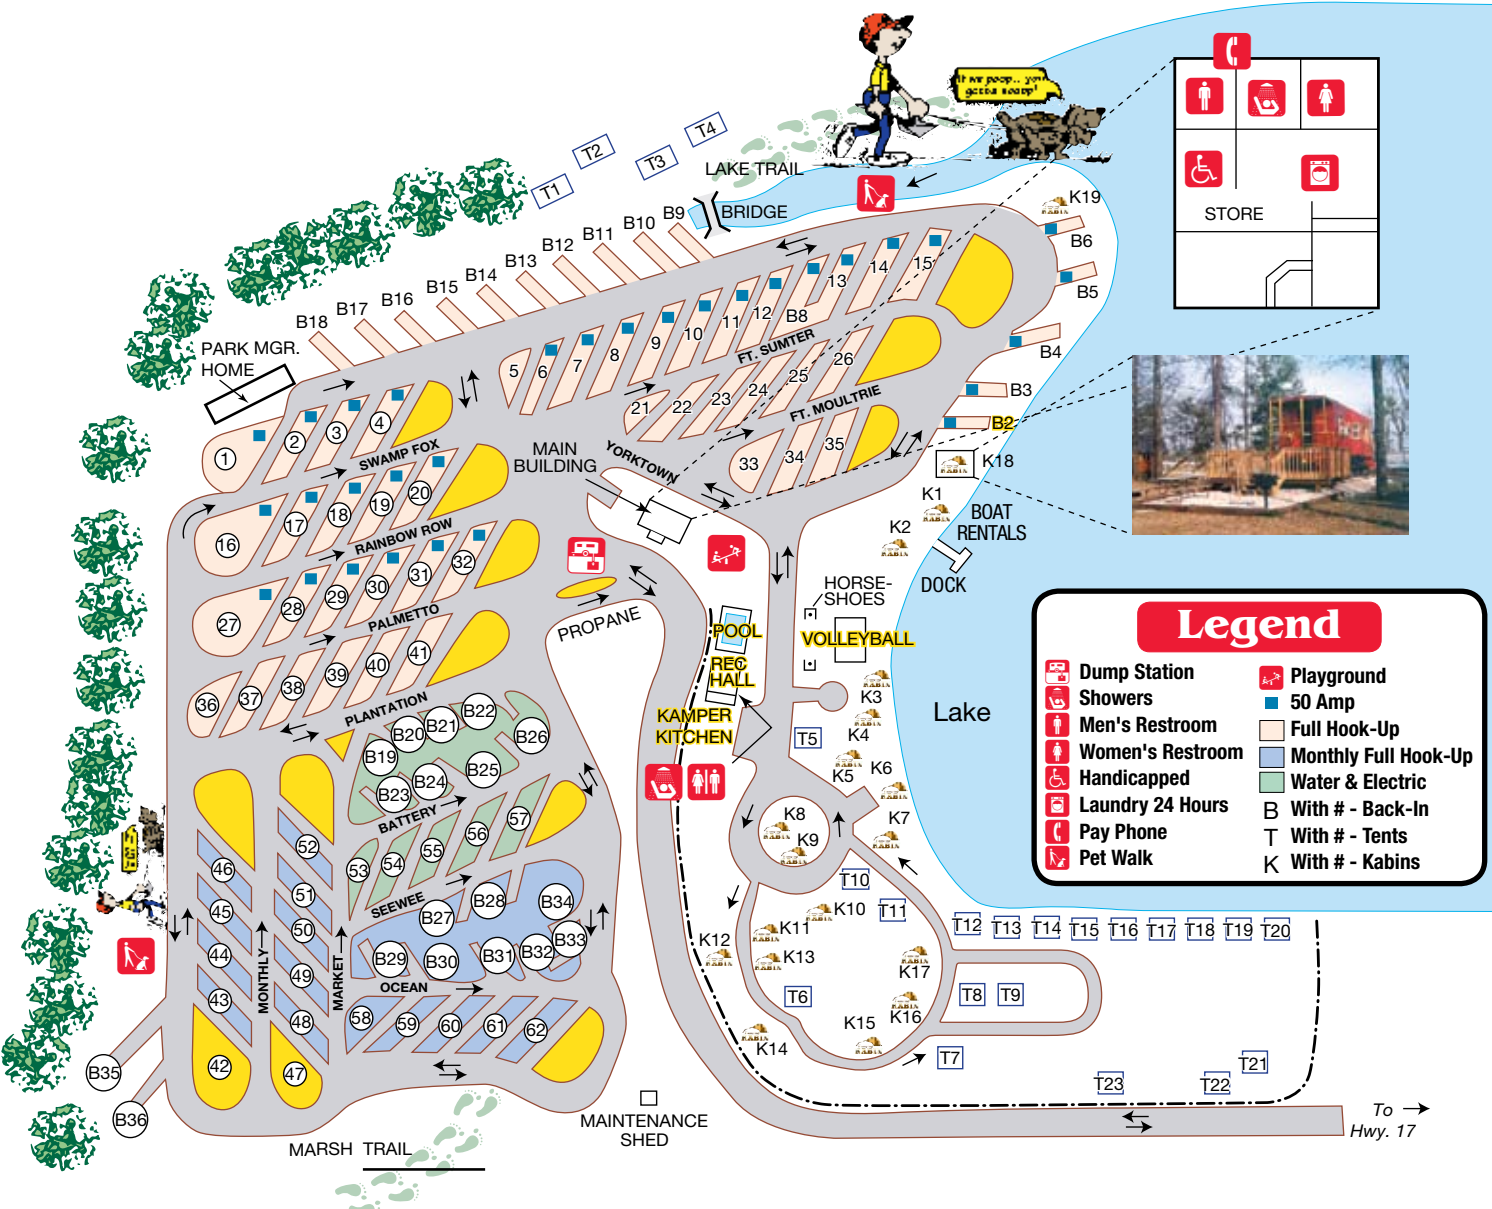 If we poop.. you
gotta scoop!
T1
T2
T3
T4
LAKE TRAIL
BRIDGE
B9
B10
B11
B12
B13
B14
B15
B16
B17
B18
PARK MGR.
HOME
K19
B6
B5
B4
B3
B2
K18
STORE
1
2
3
4
SWAMP FOX
5
6
7
8
9
10
11
12
B8
13
14
15
FT. SUMTER
21
22
23
24
25
26
FT. MOULTRIE
33
34
35
YORKTOWN
MAIN
BUILDING
16
17
18
19
20
RAINBOW ROW
27
28
29
30
31
32
PALMETTO
36
37
38
39
40
41
PLANTATION
PROPANE
K1
K2
BOAT
RENTALS
DOCK
HORSE-
SHOES
POOL
VOLLEYBALL
REC
HALL
KAMPER
KITCHEN
Lake
K3
K4
K5
K6
K7
K8
K9
T5
B19
B20
B21
B22
B23
B24
B25
B26
BATTERY
53
54
55
56
57
SEEWEE
B27
B28
B34
B29
B30
B31
B32
B33
OCEAN
58
59
60
61
62
46
45
44
43
42
MONTHLY
52
51
50
49
48
47
MARKET
B35
B36
T10
T11
K10
K11
K12
K13
K14
K15
K16
K17
T6
T7
T8
T9
T12
T13
T14
T15
T16
T17
T18
T19
T20
T21
T22
T23
MAINTENANCE
SHED
MARSH TRAIL
To
Hwy. 17
Legend
Dump Station
Showers
Men's Restroom
Women's Restroom
Handicapped
Laundry 24 Hours
Pay Phone
Pet Walk
Playground
50 Amp
Full Hook-Up
Monthly Full Hook-Up
Water & Electric
B With # - Back-In
T With # - Tents
K With # - Kabins